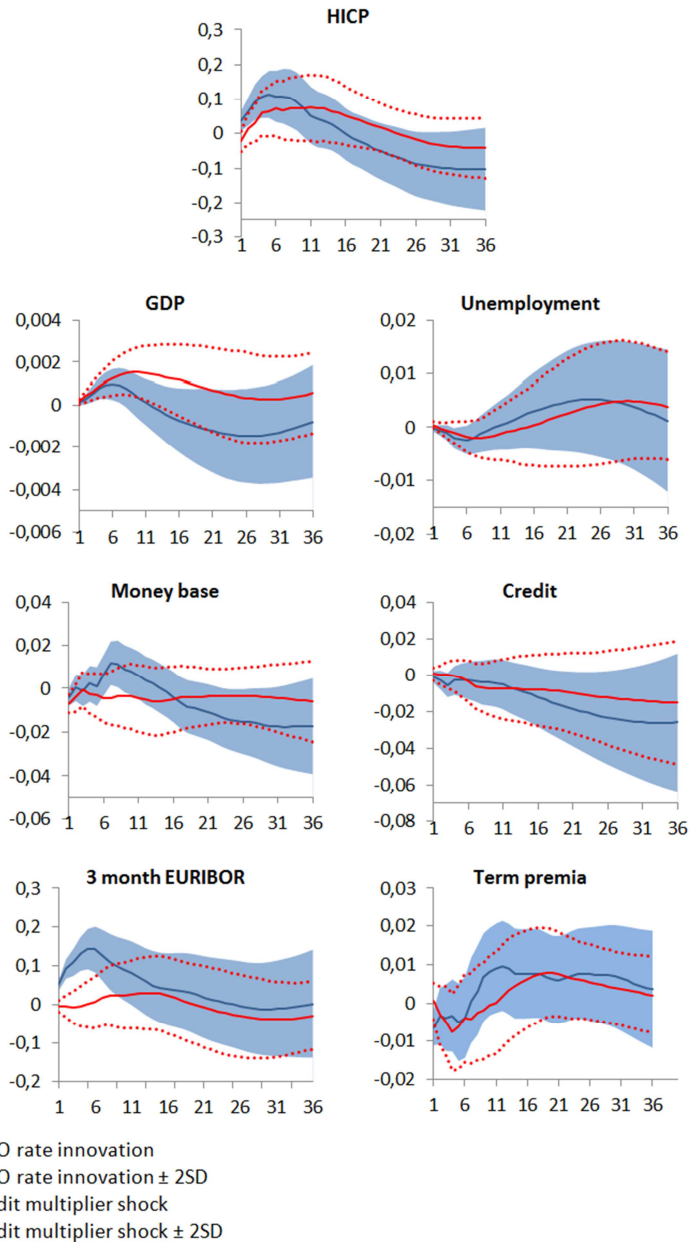 HICP
0,3
0,2
0,1
0
-0,1
-0,2
-0,3
1 6 11 16 21 26 31 36
GDP
0,004
0,002
0
-0,002
-0,004
-0,006
1 6 11 16 21 26 31 36
Unemployment
0,02
0,01
0
-0,01
-0,02
1 6 11 16 21 26 31 36
Money base
0,04
0,02
0
-0,02
-0,04
-0,06
1 6 11 16 21 26 31 36
Credit
0,04
0,02
0
-0,02
-0,04
-0,06
-0,08
1 6 11 16 21 26 31 36
3 month EURIBOR
0,3
0,2
0,1
0
-0,1
-0,2
1 6 11 16 21 26 31 36
Term premia
0,03
0,02
0,01
0
-0,01
-0,02
1 6 11 16 21 26 31 36
O rate innovation
O rate innovation ± 2SD
dit multiplier shock
dit multiplier shock ± 2SD